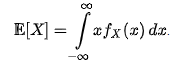 𝔼[X] = ∫_{-∞}^{∞} x f_X(x) dx.